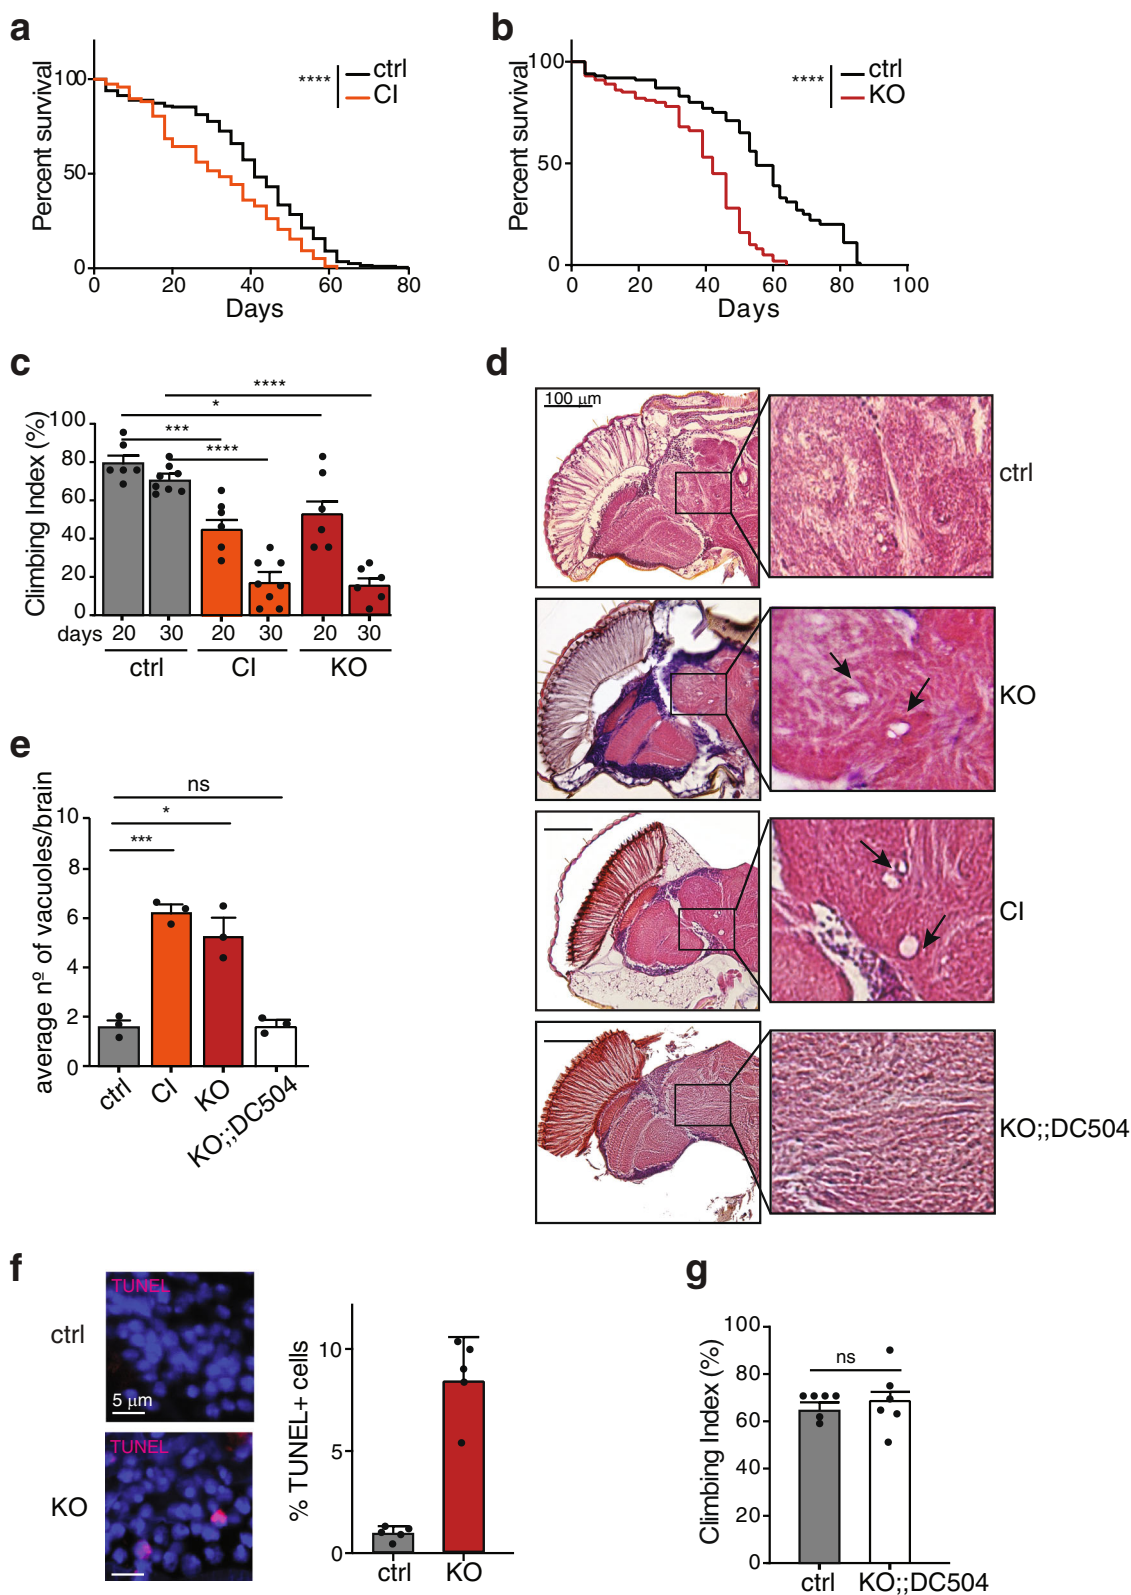 a
Percent survival
100
50
0
0 20 40 60 80
Days
**** ctrl
CI
b
Percent survival
100
50
0
0 20 40 60 80 100
Days
**** ctrl
KO
c
Climbing Index (%)
100
80
60
40
20
0
****
*
***
****
days 20 30 20 30 20 30
ctrl CI KO
d
100 μm
ctrl
KO
CI
KO;;DC504
e
average nº of vacuoles/brain
10
8
6
4
2
0
ns
*
***
ctrl CI KO KO;;DC504
f
ctrl
TUNEL
5 μm
KO
TUNEL
% TUNEL+ cells
10
5
0
ctrl KO
g
Climbing Index (%)
100
80
60
40
20
0
ns
ctrl KO;;DC504